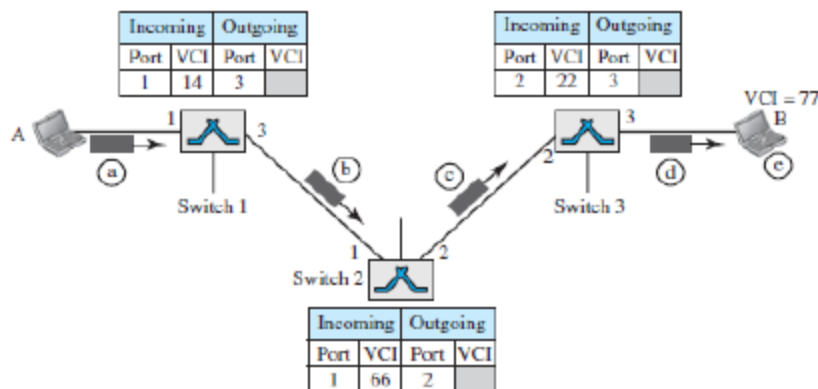 Incoming Outgoing
Port VCI Port VCI
1 14 3
Incoming Outgoing
Port VCI Port VCI
2 22 3
VCI = 77
A
1
3
a
Switch 1
b
c
2
3
B
d
e
Switch 3
1
2
Switch 2
Incoming Outgoing
Port VCI Port VCI
1 66 2